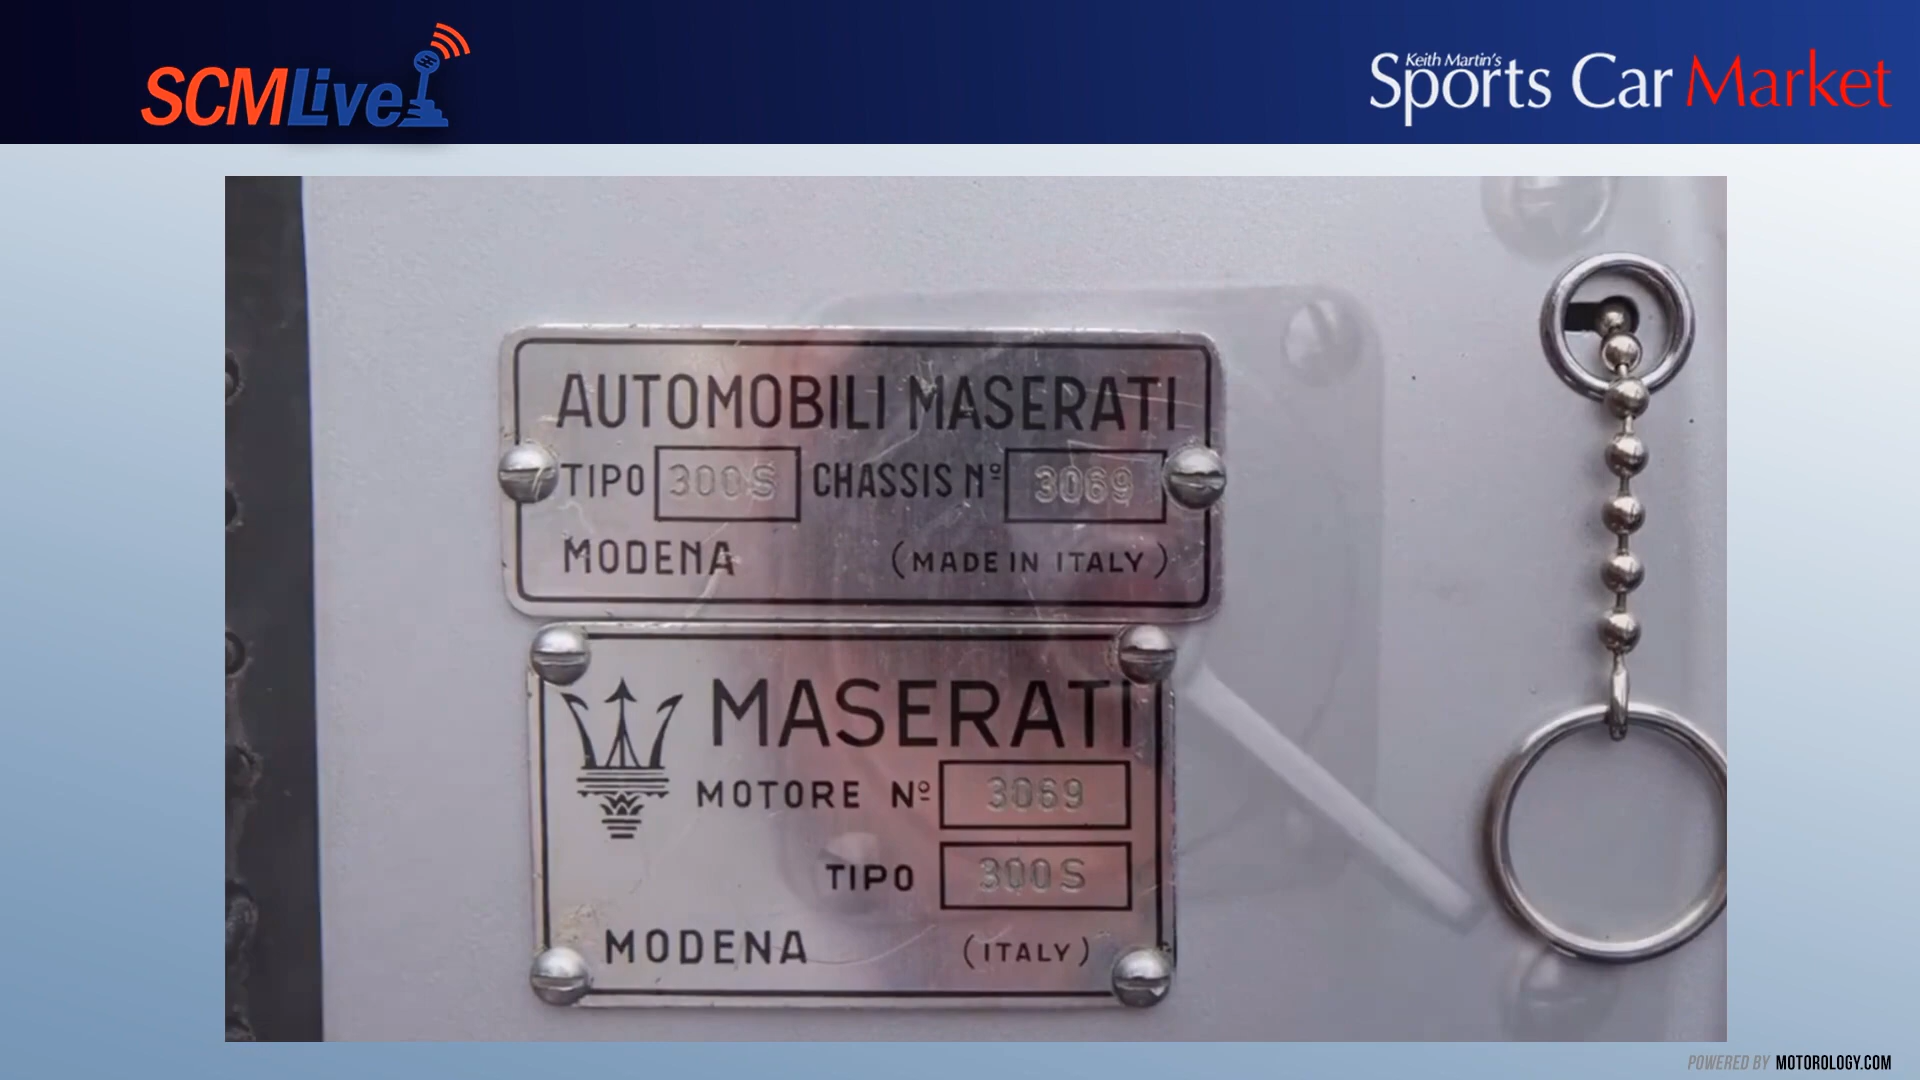 SCMLive
Keith Martin's
Sports Car Market
AUTOMOBILI MASERATI
TIPO 300S CHASSIS Nº 3069
MODENA (MADE IN ITALY)
MASERATI
MOTORE Nº 3069
TIPO 300S
MODENA (ITALY)
POWERED BY MOTOROLOGY.COM